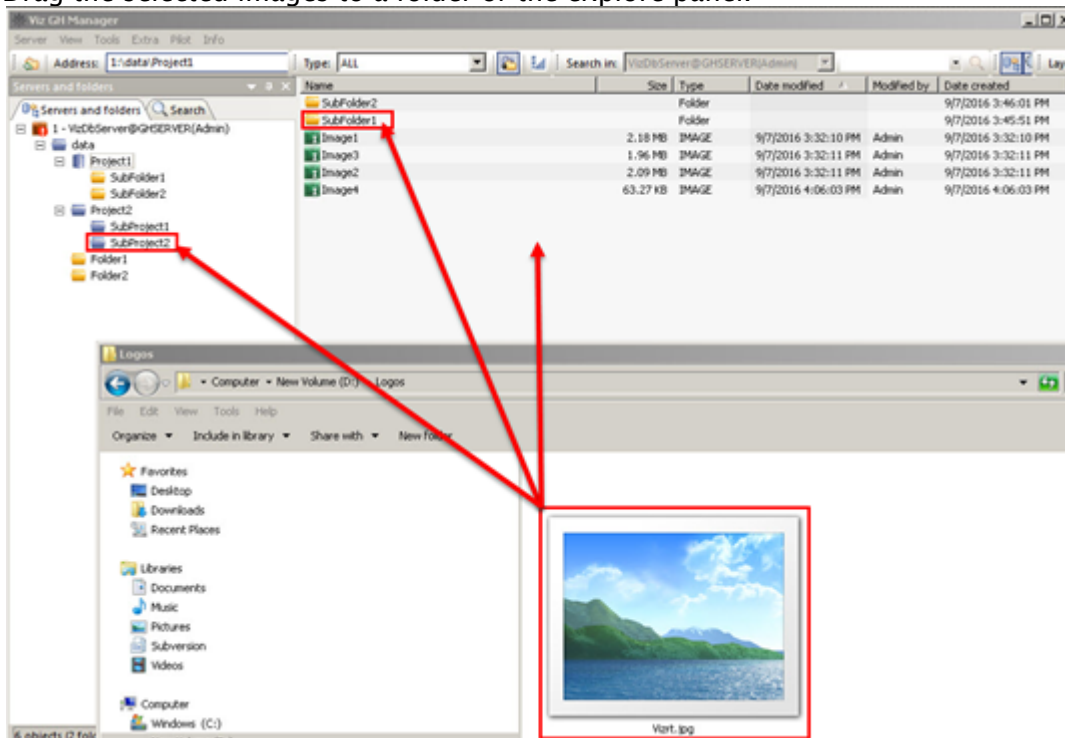 Drag the selected images to a folder of the explore panel.
Viz GH Manager
Server View Tools Extra Pilot Info
Address: 1:\data\Project1 Type: ALL Search in: VizDbServer@GHSERVER(Admin) Lay
Servers and folders
Servers and folders Search
1 - VizDbServer@GHSERVER(Admin)
data
Project1
SubFolder1
SubFolder2
Project2
SubProject1
SubProject2
Folder1
Folder2
Name Size Type Date modified Modified by Date created
SubFolder2 Folder 9/7/2016 3:46:01 PM
SubFolder1 Folder 9/7/2016 3:45:51 PM
Image1 2.18 MB IMAGE 9/7/2016 3:32:10 PM Admin 9/7/2016 3:32:10 PM
Image3 1.96 MB IMAGE 9/7/2016 3:32:11 PM Admin 9/7/2016 3:32:11 PM
Image2 2.09 MB IMAGE 9/7/2016 3:32:11 PM Admin 9/7/2016 3:32:11 PM
Image4 63.27 KB IMAGE 9/7/2016 4:06:03 PM Admin 9/7/2016 4:06:03 PM
Logos
Computer New Volume (D:) Logos
File Edit View Tools Help
Organize Include in library Share with New folder
Favorites
Desktop
Downloads
Recent Places
Libraries
Documents
Music
Pictures
Subversion
Videos
Computer
Windows (C:)
Vizrt.jpg
6 objects (2 fold